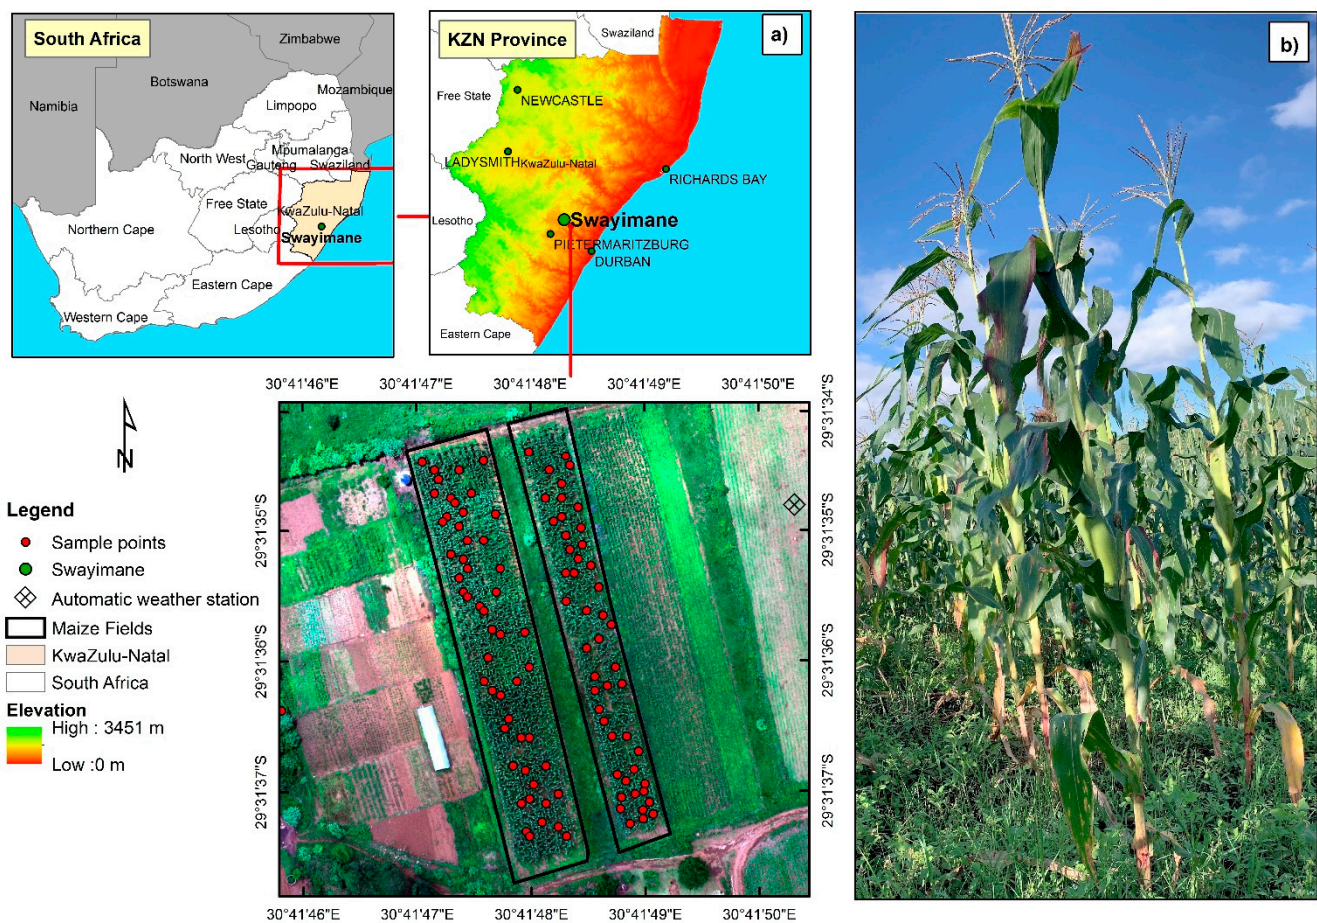 South Africa
Zimbabwe
Botswana
Mozambique
Namibia
Limpopo
Mpumalanga
North West
Gauteng
Swaziland
Free State
KwaZulu-Natal
Northern Cape
Lesotho
Swayimane
Eastern Cape
Western Cape
KZN Province
Swaziland
a)
Free State
NEWCASTLE
LADYSMITH
KwaZulu-Natal
RICHARDS BAY
Lesotho
Swayimane
PIETERMARITZBURG
DURBAN
Eastern Cape
b)
30°41'46"E 30°41'47"E 30°41'48"E 30°41'49"E 30°41'50"E
29°31'34"S
29°31'35"S
29°31'35"S
29°31'36"S
29°31'36"S
29°31'37"S
29°31'37"S
30°41'46"E 30°41'47"E 30°41'48"E 30°41'49"E 30°41'50"E
N
Legend
Sample points
Swayimane
Automatic weather station
Maize Fields
KwaZulu-Natal
South Africa
Elevation
High : 3451 m
Low :0 m